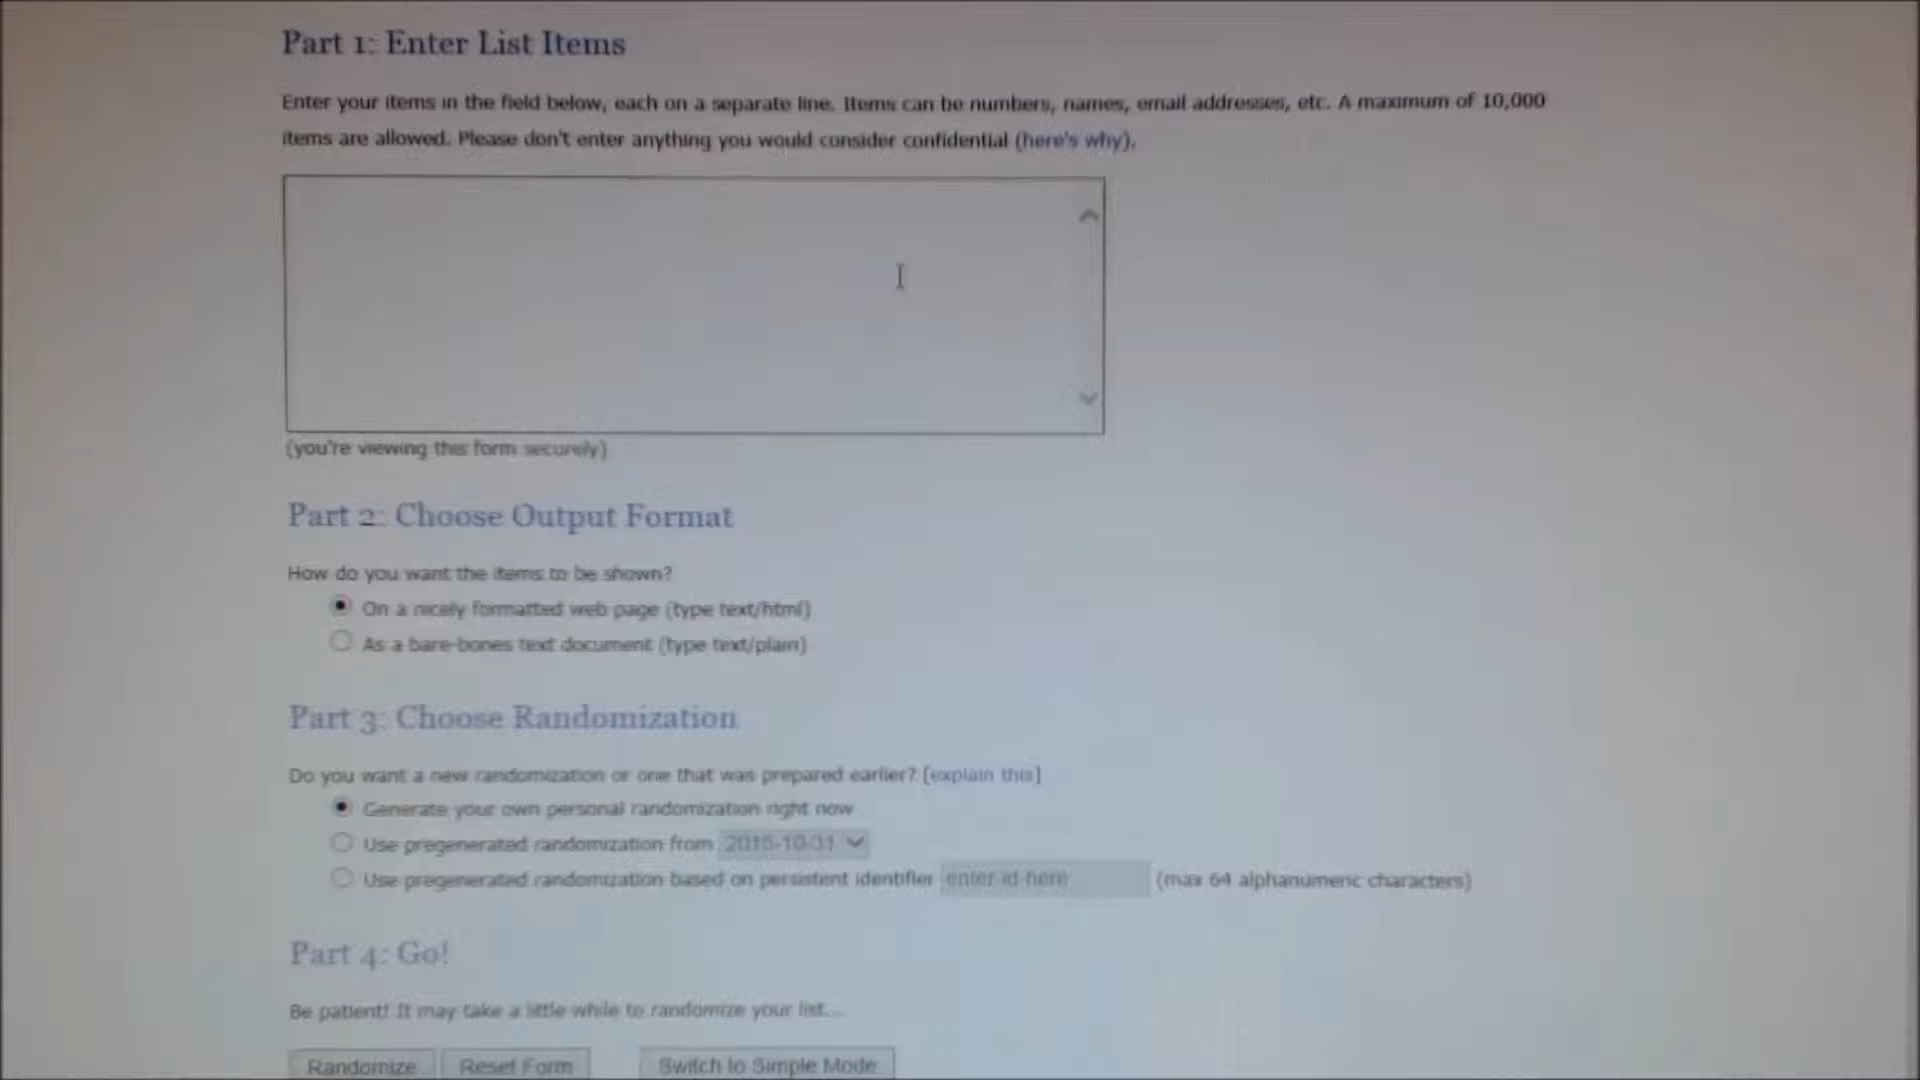 Part 1: Enter List Items
Enter your items in the field below, each on a separate line. Items can be numbers, names, email addresses, etc. A maximum of 10,000
items are allowed. Please don't enter anything you would consider confidential (here's why).
(you're viewing this form securely)
Part 2: Choose Output Format
How do you want the items to be shown?
On a nicely formatted web page (type text/html)
As a bare-bones text document (type text/plain)
Part 3: Choose Randomization
Do you want a new randomization or one that was prepared earlier? [explain this]
Generate your own personal randomization right now
Use pregenerated randomization from 2015-10-31
Use pregenerated randomization based on persistent identifier enter-id-here (max 64 alphanumeric characters)
Part 4: Go!
Be patient! It may take a little while to randomize your list...
Randomize Reset Form Switch to Simple Mode